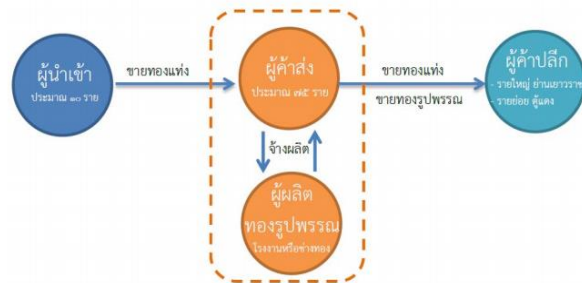 ผู้นำเข้า
ประมาณ ๑๐ ราย
ขายทองแท่ง
ผู้ค้าส่ง
ประมาณ ๗๕ ราย
ขายทองแท่ง
ขายทองรูปพรรณ
ผู้ค้าปลีก
- รายใหญ่ ย่านเยาวราช
- รายย่อย ตู้แดง
จ้างผลิต
ผู้ผลิต
ทองรูปพรรณ
โรงงานหรือช่างทอง